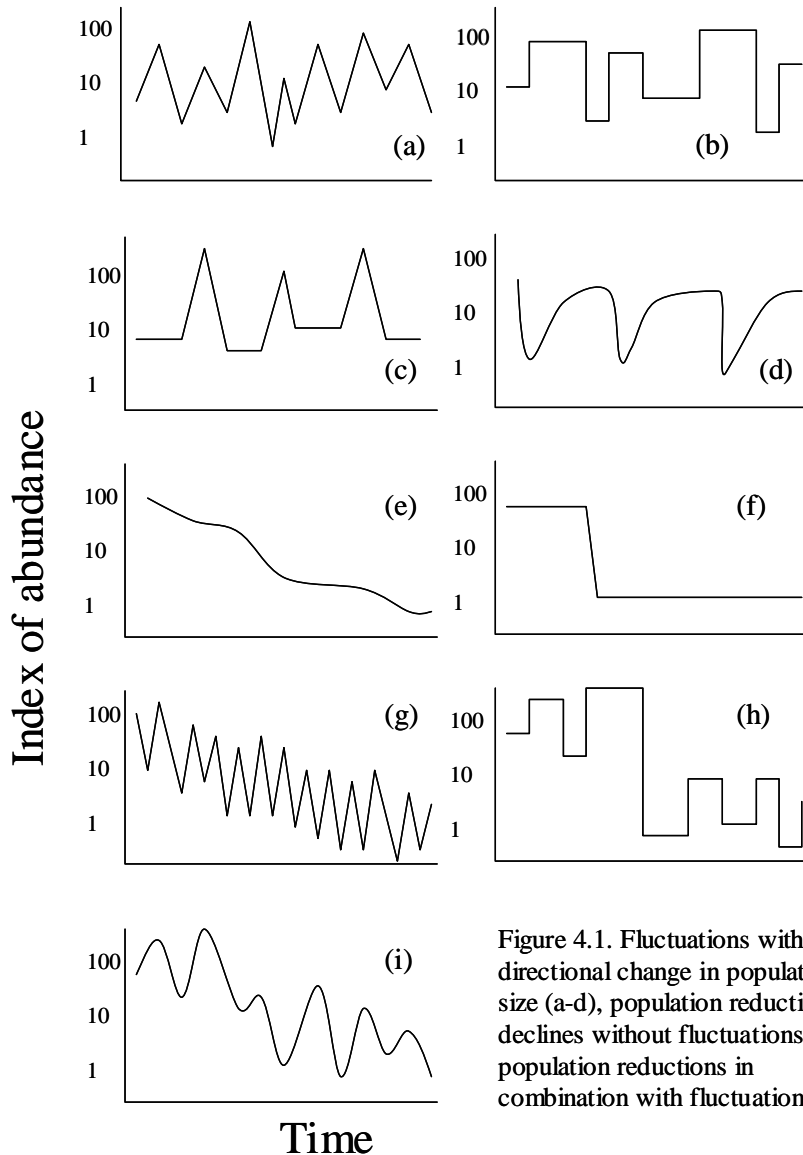 Index of abundance
100
10
1
(a)
100
10
1
(b)
100
10
1
(c)
100
10
1
(d)
100
10
1
(e)
100
10
1
(f)
100
10
1
(g)
100
10
1
(h)
100
10
1
(i)
Time
Figure 4.1. Fluctuations with
directional change in populat
size (a-d), population reducti
declines without fluctuations
population reductions in
combination with fluctuation